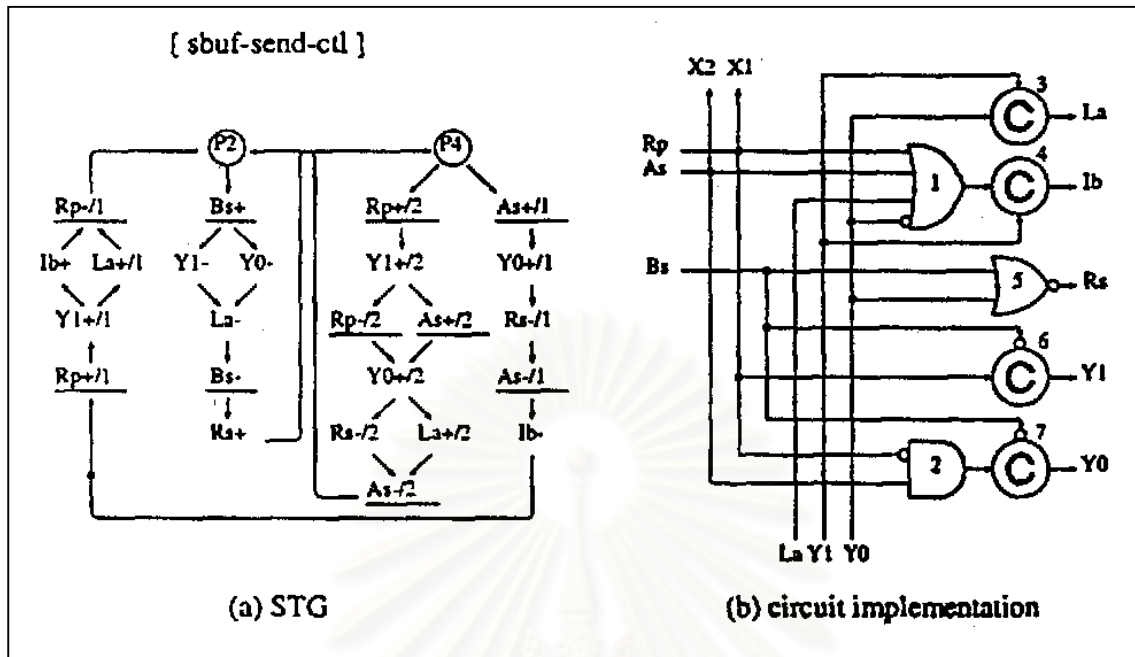 [ sbuf-send-ctl ]
P2 P4
Rp-/1 Bs+ Rp+/2 As+/1
Ib+ La+/1 Y1- Y0- Y1+/2 Y0+/1
Y1+/1 La- Rp-/2 As+/2 Rs-/1
Rp+/1 Bs- Y0+/2 As-/1
Rs+ Rs-/2 La+/2 Ib-
As-/2
(a) STG
X2 X1
3
C La
Rp
As
4
1 C Ib
Bs
5 Rs
6
C Y1
7
2 C Y0
La Y1 Y0
(b) circuit implementation